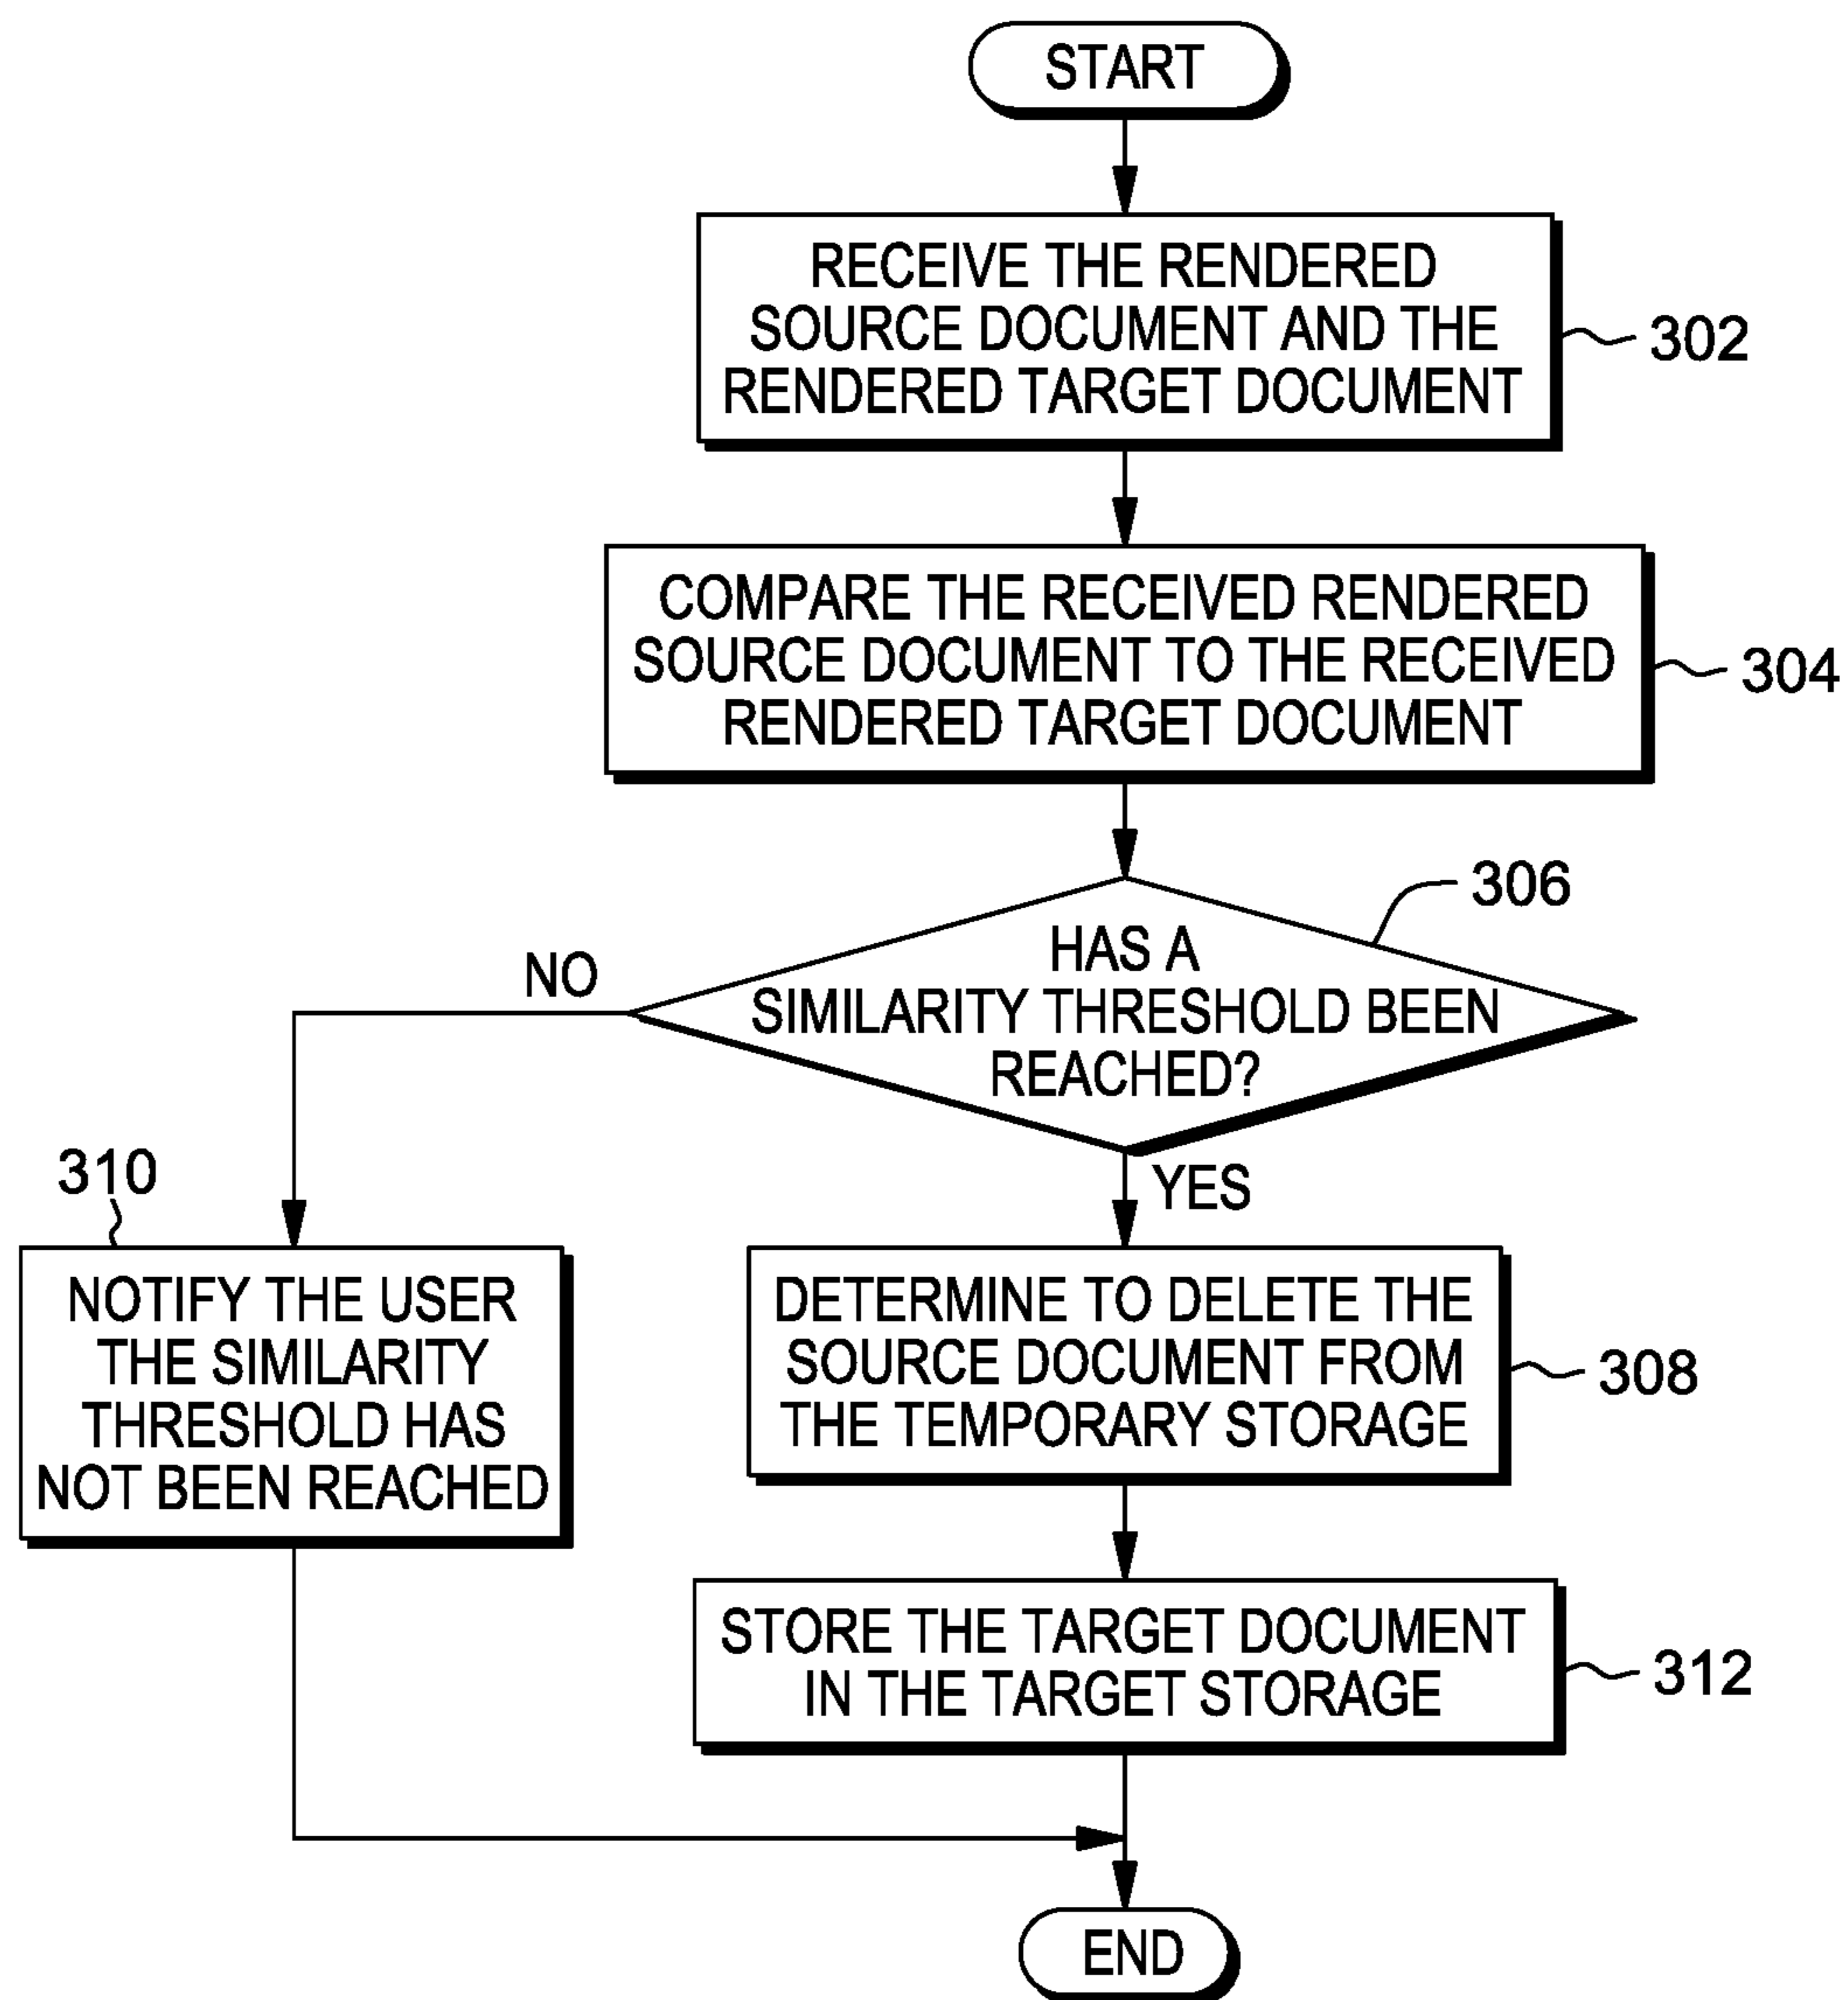 START
RECEIVE THE RENDERED
SOURCE DOCUMENT AND THE
RENDERED TARGET DOCUMENT
302
COMPARE THE RECEIVED RENDERED
SOURCE DOCUMENT TO THE RECEIVED
RENDERED TARGET DOCUMENT
304
306
HAS A
SIMILARITY THRESHOLD BEEN
REACHED?
NO
YES
310
NOTIFY THE USER
THE SIMILARITY
THRESHOLD HAS
NOT BEEN REACHED
DETERMINE TO DELETE THE
SOURCE DOCUMENT FROM
THE TEMPORARY STORAGE
308
STORE THE TARGET DOCUMENT
IN THE TARGET STORAGE
312
END